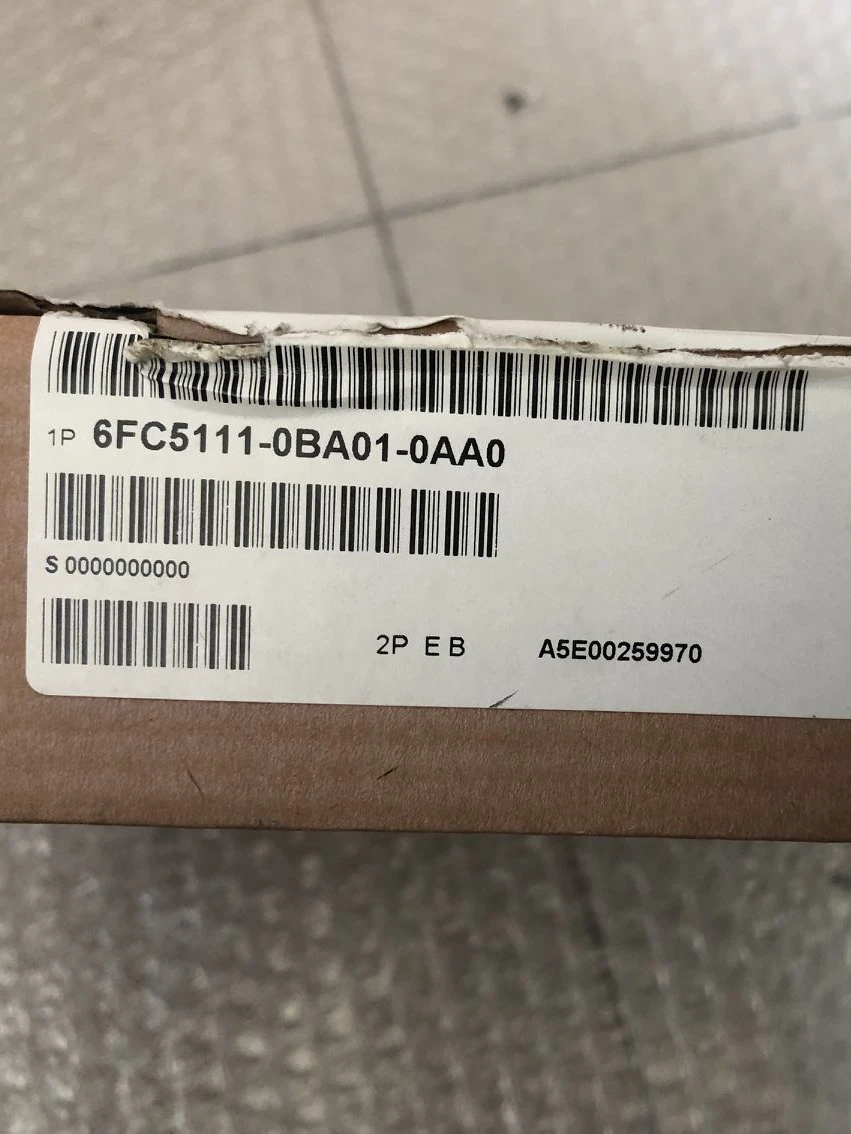 1P 6FC5111-0BA01-0AA0
S 0000000000
2P E B A5E00259970